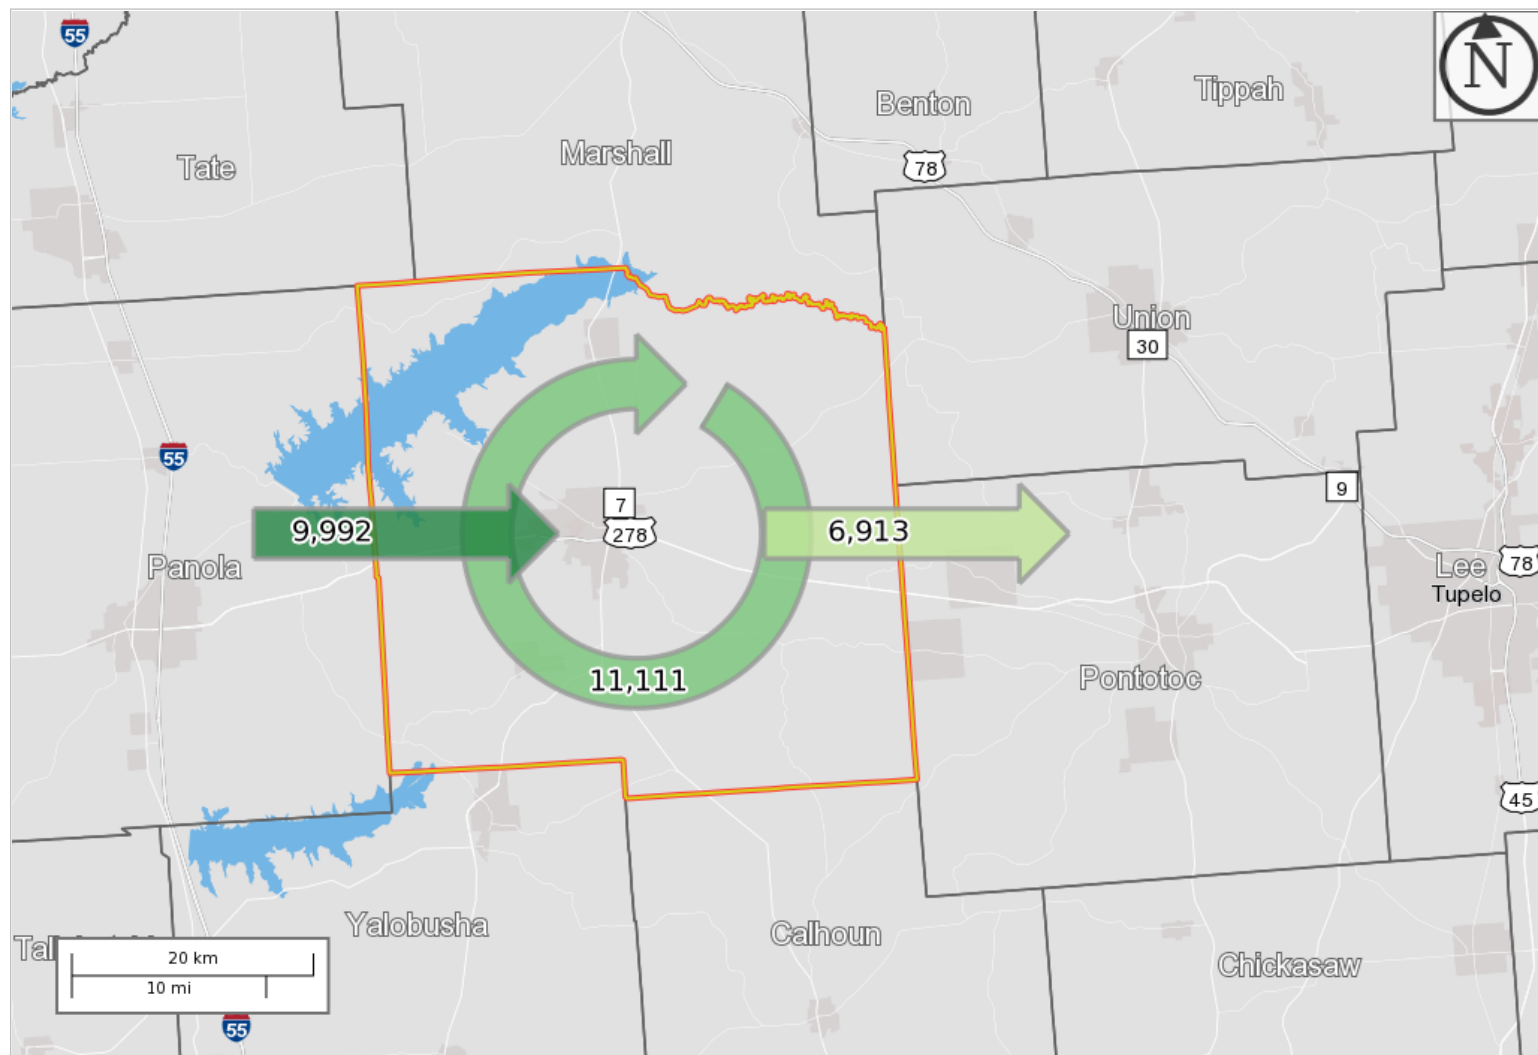 55
N
Tippah
Benton
Marshall
78
Tate
Union
30
55
9
7
9,992
6,913
278
Panola
Lee
78
Tupelo
11,111
Pontotoc
45
Yalobusha
Calhoun
Chickasaw
20 km
10 mi
55